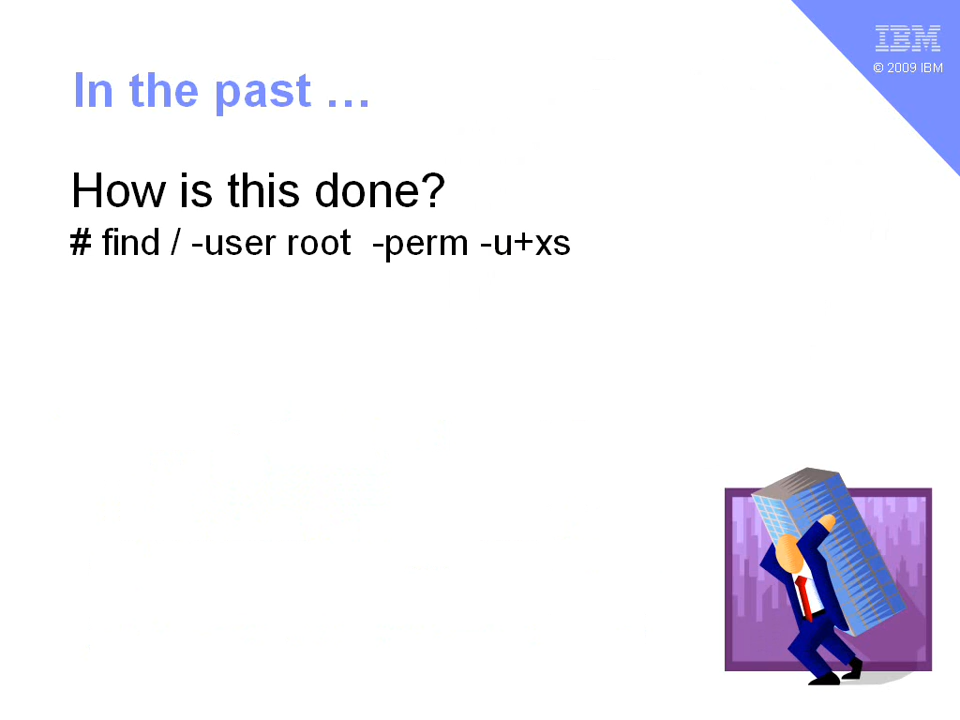 IBM
© 2009 IBM
In the past …
How is this done?
# find / -user root  -perm -u+xs